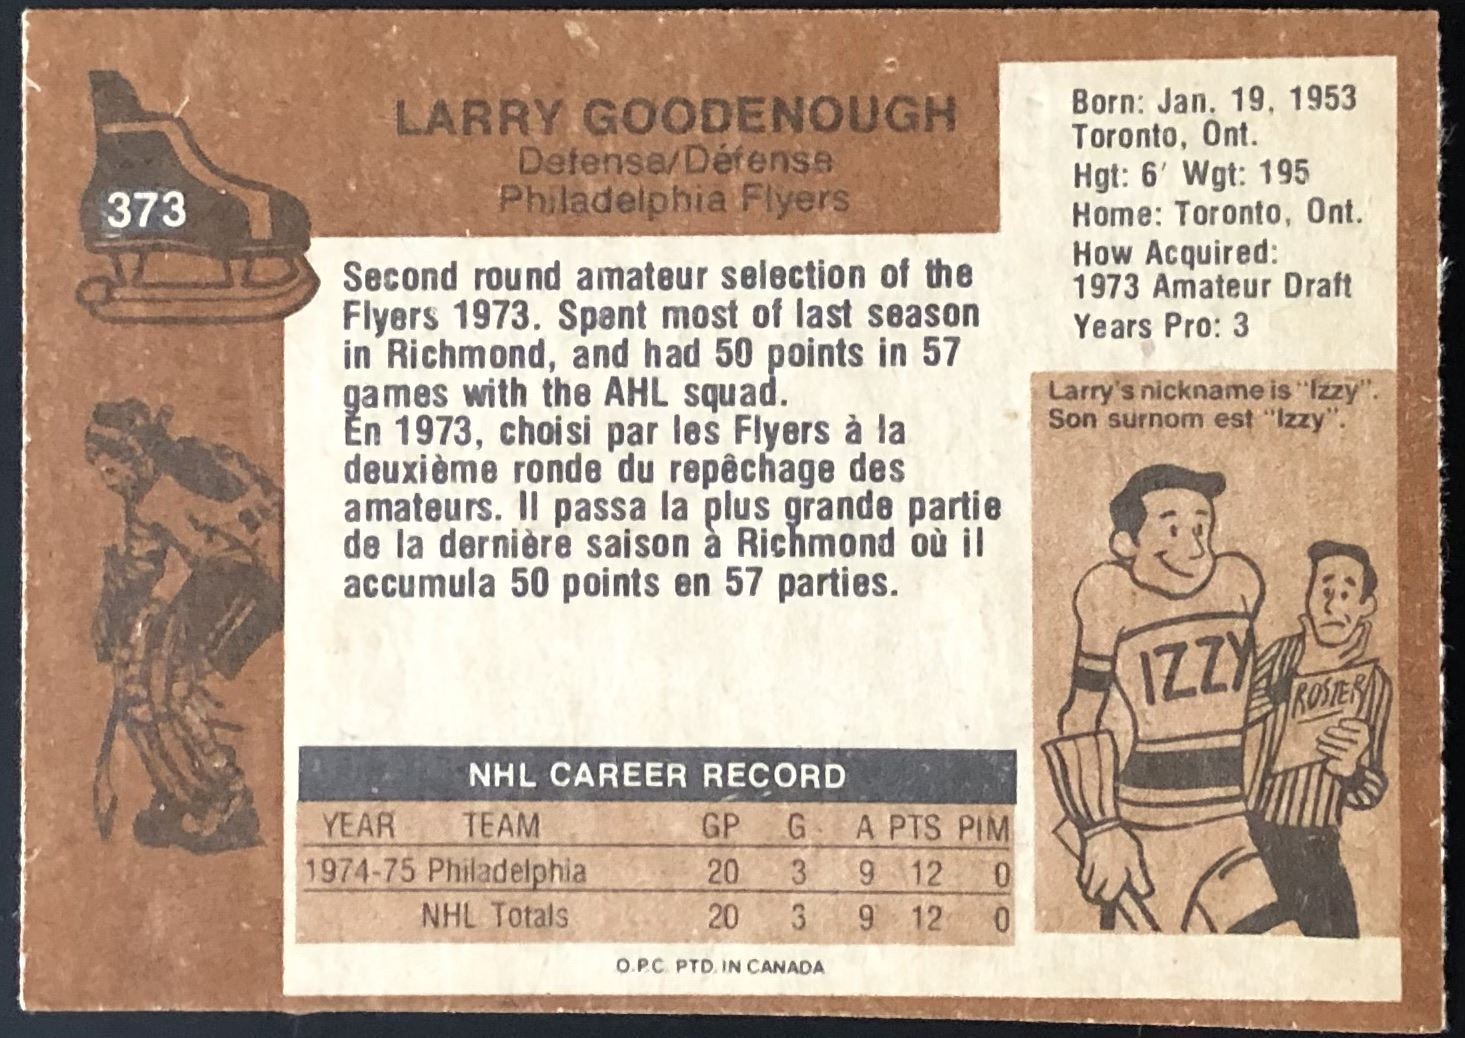 373
LARRY GOODENOUGH
Defense/Défense
Philadelphia Flyers
Born: Jan. 19, 1953
Toronto, Ont.
Hgt: 6' Wgt: 195
Home: Toronto, Ont.
How Acquired:
1973 Amateur Draft
Years Pro: 3
Second round amateur selection of the
Flyers 1973. Spent most of last season
in Richmond, and had 50 points in 57
games with the AHL squad.
En 1973, choisi par les Flyers à la
deuxième ronde du repêchage des
amateurs. Il passa la plus grande partie
de la dernière saison à Richmond où il
accumula 50 points en 57 parties.
Larry's nickname is "Izzy".
Son surnom est "Izzy".
IZZY
ROSTER
NHL CAREER RECORD
YEAR TEAM GP G A PTS PIM
1974-75 Philadelphia 20 3 9 12 0
NHL Totals 20 3 9 12 0
O.P.C. PTD. IN CANADA